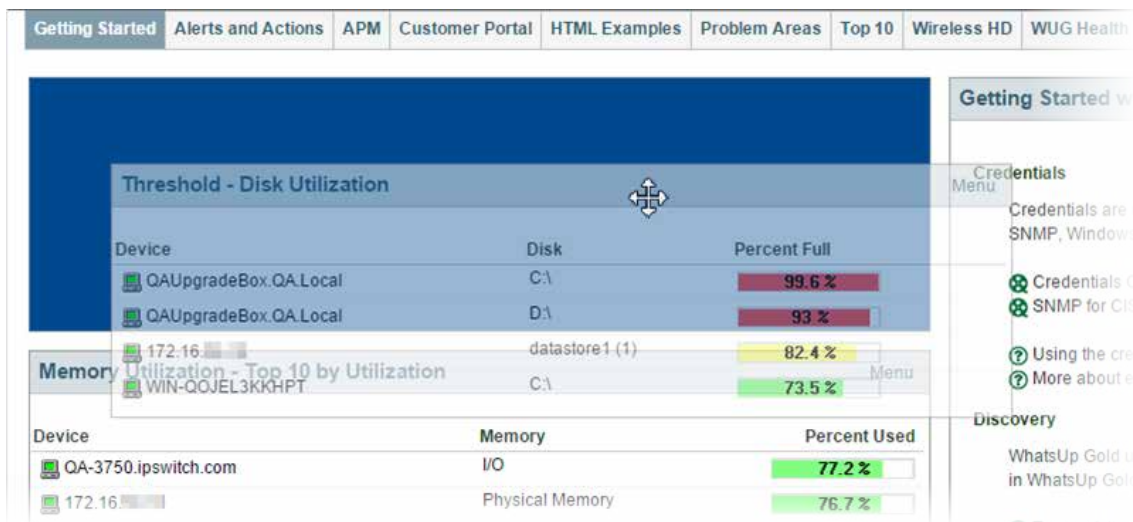 Getting Started Alerts and Actions APM Customer Portal HTML Examples Problem Areas Top 10 Wireless HD WUG Health
Threshold - Disk Utilization Menu
Device Disk Percent Full
QAUpgradeBox.QA.Local C:\ 99.6 %
QAUpgradeBox.QA.Local D:\ 93 %
172.16. datastore1 (1) 82.4 %
WIN-QOJEL3KKHPT C:\ 73.5 %
Memory Utilization - Top 10 by Utilization Menu
Device Memory Percent Used
QA-3750.ipswitch.com I/O 77.2 %
172.16. Physical Memory 76.7 %
Getting Started
Credentials
Credentials are
SNMP, Windows
Credentials
SNMP for
Using the
More about
Discovery
WhatsUp Gold
in WhatsUp